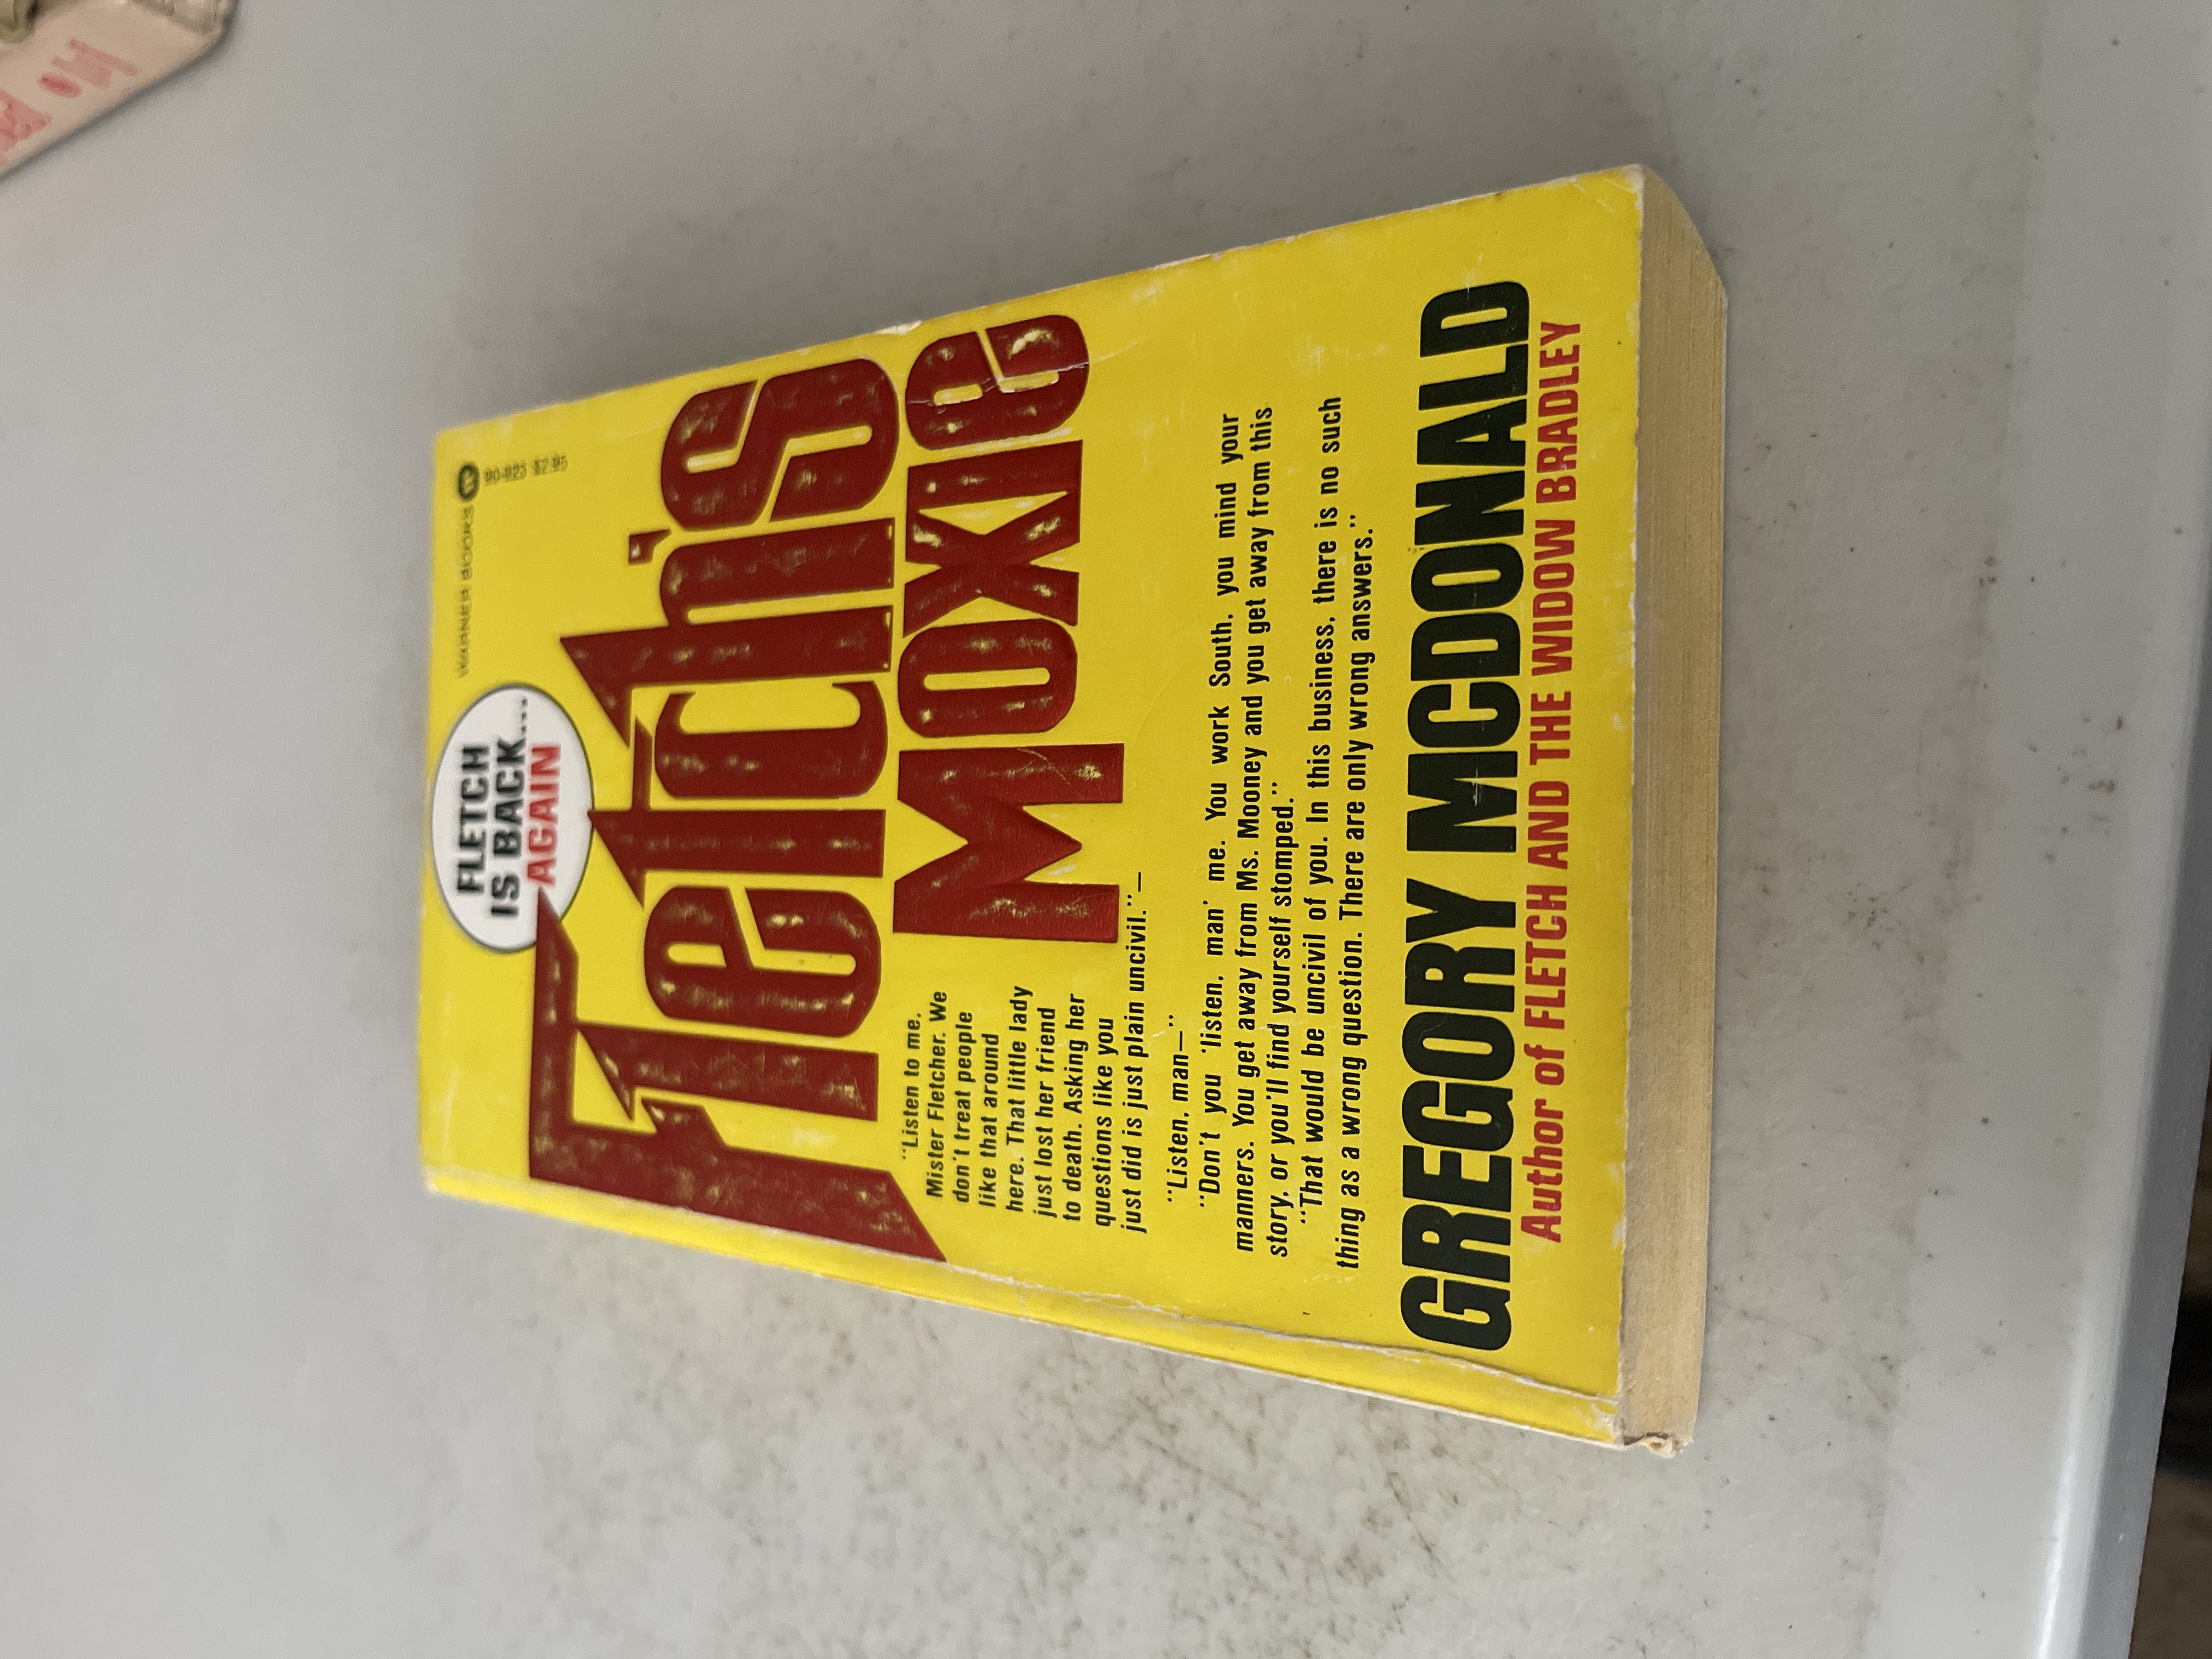 WARNER BOOKS
90-923 $2.95
FLETCH
IS BACK...
AGAIN
Fletch's
Moxie
"Listen to me,
Mister Fletcher. We
don't treat people
like that around
here. That little lady
just lost her friend
to death. Asking her
questions like you
just did is just plain uncivil."—
"Listen, man—"
"Don't you 'listen, man' me. You work South, you mind your
manners. You get away from Ms. Mooney and you get away from this
story, or you'll find yourself stomped."
"That would be uncivil of you. In this business, there is no such
thing as a wrong question. There are only wrong answers."
GREGORY MCDONALD
Author of FLETCH AND THE WIDOW BRADLEY